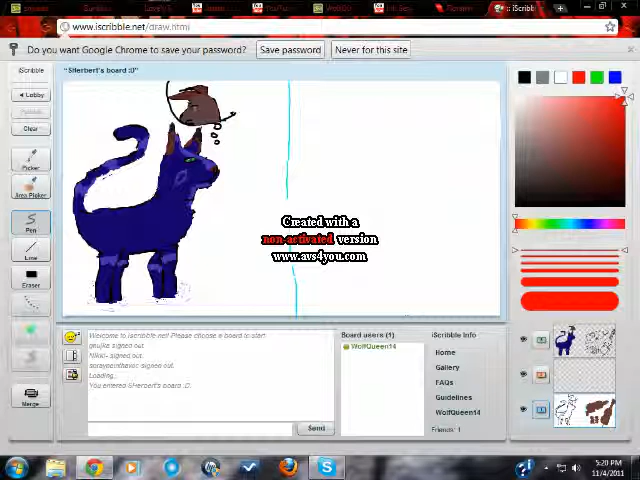 www.iscribble.net/draw.html
Do you want Google Chrome to save your password? Save password Never for this site
iScribble
"SHerbert's board :0"
Lobby
Clear
Picker
Area Picker
Pen
Line
Eraser
Merge
Created with a
non-activated version
www.avs4you.com
Welcome to iscribble.net! Please choose a board to start
Nikki- signed out.
Loading..
You entered SHerbert's board :D.
Send
Board users (1)
WolfQueen14
iScribble Info
Home
Gallery
FAQs
Guidelines
WolfQueen14
Friends: 1
5:20 PM
11/4/2011